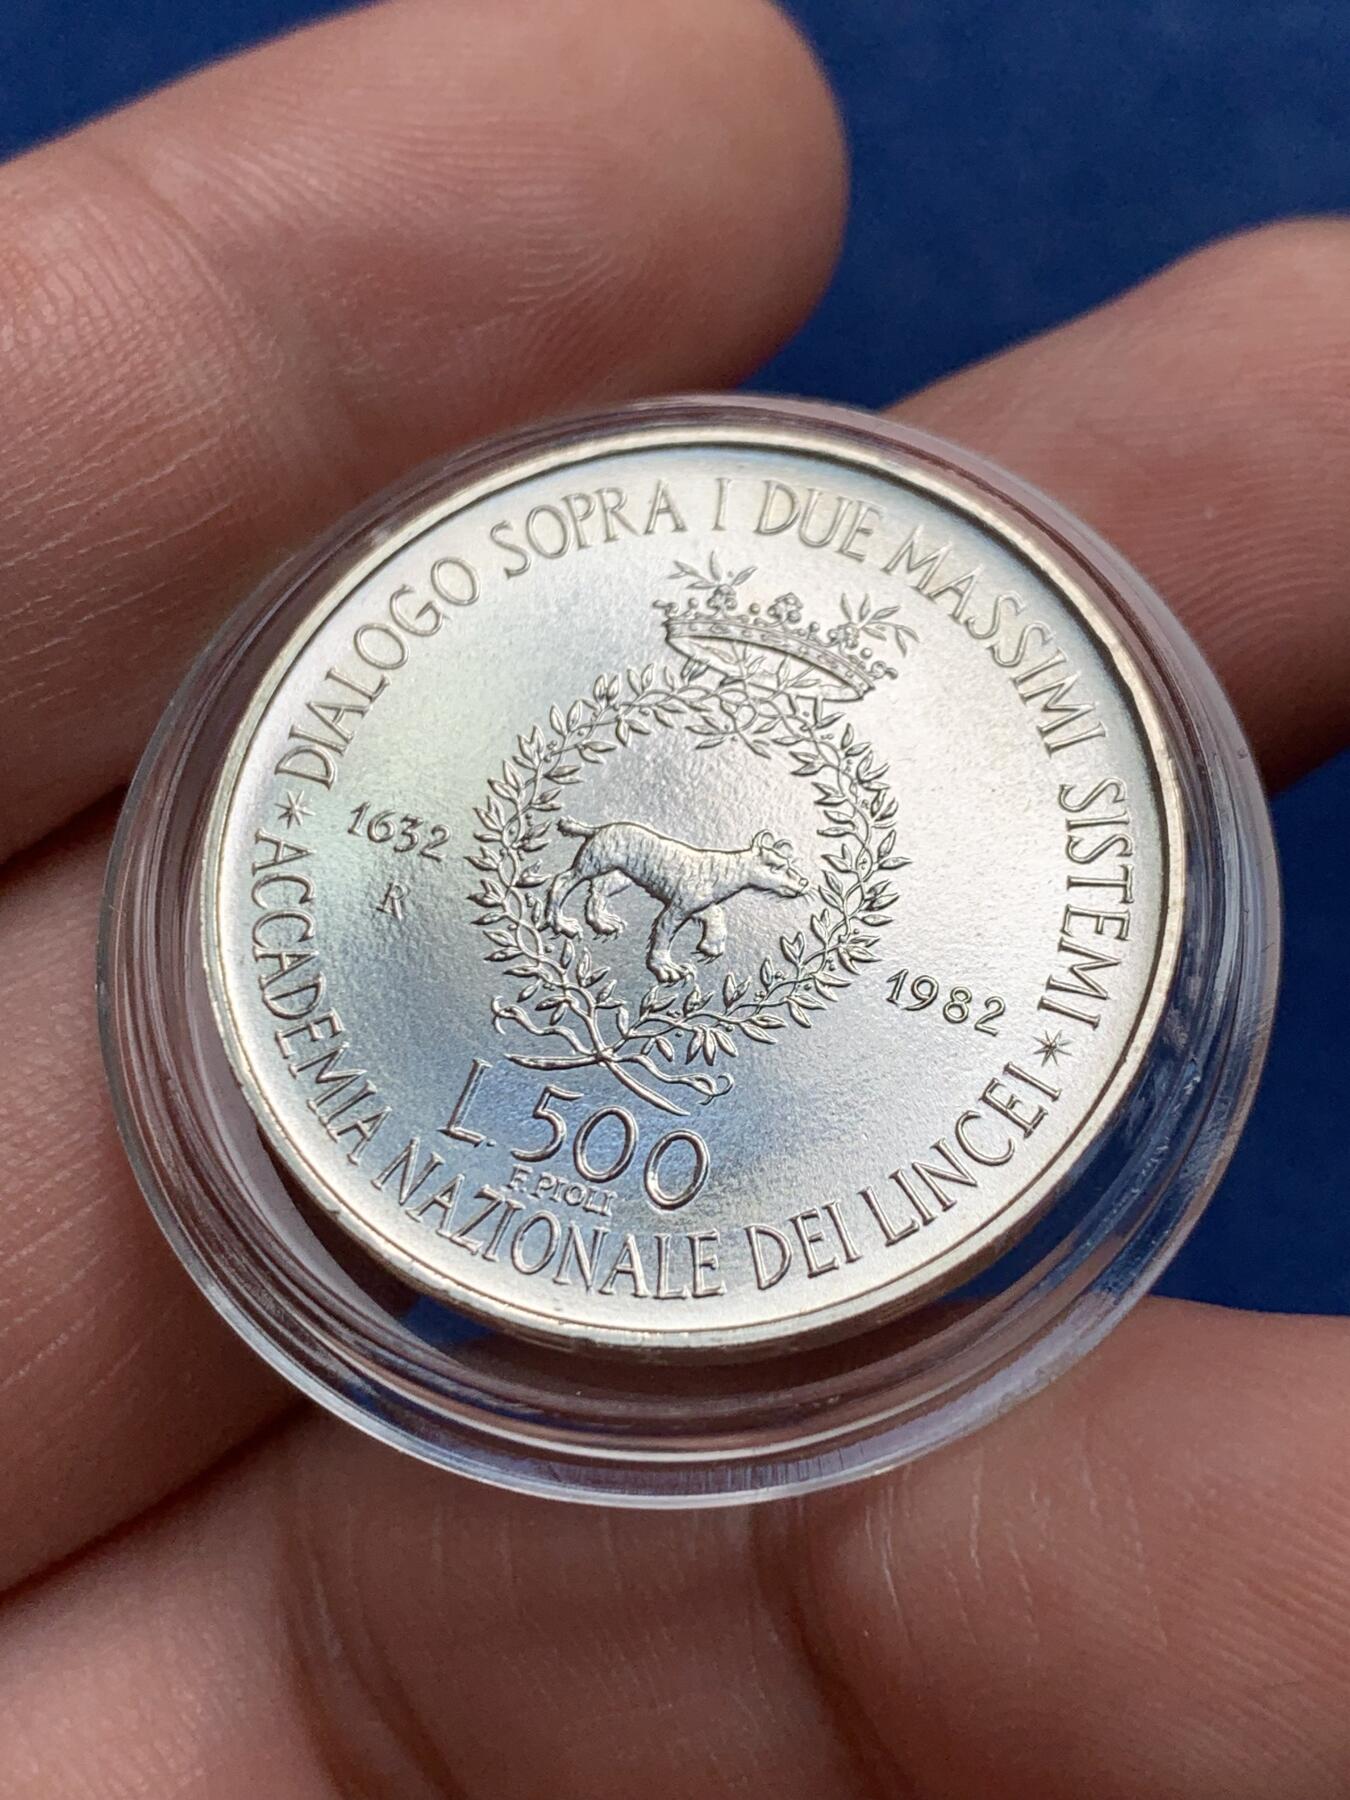 DIALOGO SOPRA I DUE MASSIMI SISTEMI
1632
R
1982
L. 500
F. PIOLI
ACCADEMIA NAZIONALE DEI LINCEI